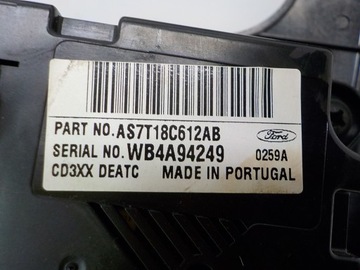 PART NO.AS7T18C612AB
SERIAL NO.WB4A94249
Ford
0259A
CD3XX DEATC
MADE IN PORTUGAL